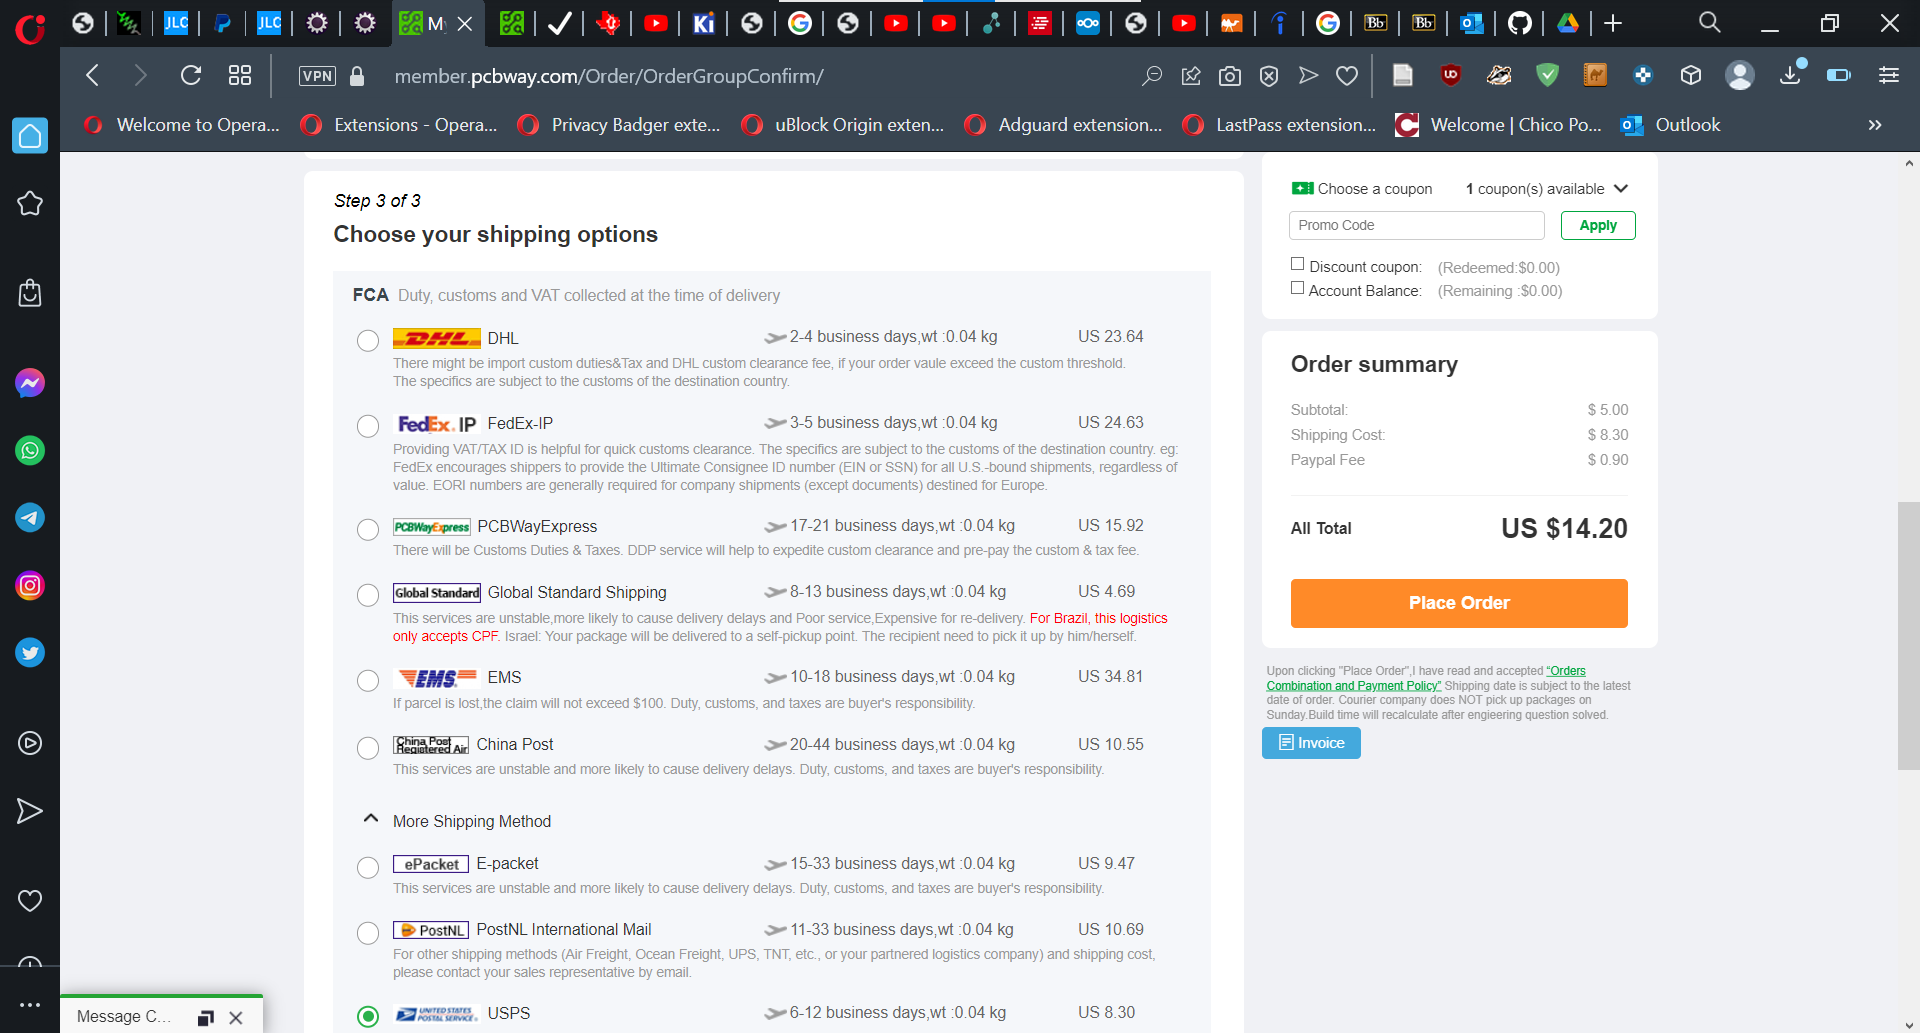 JLC
JLC
My
Ki
Bb
Bb
VPN
member.pcbway.com/Order/OrderGroupConfirm/
Welcome to Opera...
Extensions - Opera...
Privacy Badger exte...
uBlock Origin exten...
Adguard extension...
LastPass extension...
Welcome | Chico Po...
Outlook
»
Step 3 of 3
Choose your shipping options
FCA Duty, customs and VAT collected at the time of delivery
DHL DHL 2-4 business days,wt :0.04 kg US 23.64
There might be import custom duties&Tax and DHL custom clearance fee, if your order vaule exceed the custom threshold.
The specifics are subject to the customs of the destination country.
FedEx. IP FedEx-IP 3-5 business days,wt :0.04 kg US 24.63
Providing VAT/TAX ID is helpful for quick customs clearance. The specifics are subject to the customs of the destination country. eg:
FedEx encourages shippers to provide the Ultimate Consignee ID number (EIN or SSN) for all U.S.-bound shipments, regardless of
value. EORI numbers are generally required for company shipments (except documents) destined for Europe.
PCBWayExpress PCBWayExpress 17-21 business days,wt :0.04 kg US 15.92
There will be Customs Duties & Taxes. DDP service will help to expedite custom clearance and pre-pay the custom & tax fee.
Global Standard Global Standard Shipping 8-13 business days,wt :0.04 kg US 4.69
This services are unstable,more likely to cause delivery delays and Poor service,Expensive for re-delivery. For Brazil, this logistics
only accepts CPF. Israel: Your package will be delivered to a self-pickup point. The recipient need to pick it up by him/herself.
EMS EMS 10-18 business days,wt :0.04 kg US 34.81
If parcel is lost,the claim will not exceed $100. Duty, customs, and taxes are buyer's responsibility.
China Post Registered Air China Post 20-44 business days,wt :0.04 kg US 10.55
This services are unstable and more likely to cause delivery delays. Duty, customs, and taxes are buyer's responsibility.
More Shipping Method
ePacket E-packet 15-33 business days,wt :0.04 kg US 9.47
This services are unstable and more likely to cause delivery delays. Duty, customs, and taxes are buyer's responsibility.
PostNL PostNL International Mail 11-33 business days,wt :0.04 kg US 10.69
For other shipping methods (Air Freight, Ocean Freight, UPS, TNT, etc., or your partnered logistics company) and shipping cost,
please contact your sales representative by email.
UNITED STATES POSTAL SERVICE. USPS 6-12 business days,wt :0.04 kg US 8.30
Choose a coupon 1 coupon(s) available
Promo Code Apply
Discount coupon: (Redeemed:$0.00)
Account Balance: (Remaining :$0.00)
Order summary
Subtotal: $ 5.00
Shipping Cost: $ 8.30
Paypal Fee $ 0.90
All Total US $14.20
Place Order
Upon clicking "Place Order",I have read and accepted “Orders
Combination and Payment Policy” Shipping date is subject to the latest
date of order. Courier company does NOT pick up packages on
Sunday.Build time will recalculate after engieering question solved.
Invoice
Message C...